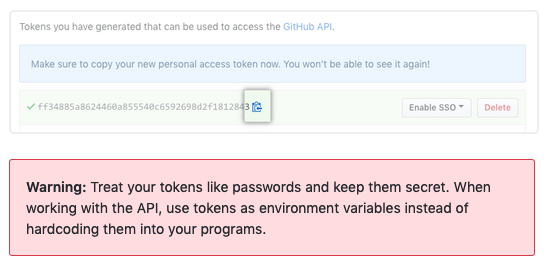 Tokens you have generated that can be used to access the GitHub API.
Make sure to copy your new personal access token now. You won't be able to see it again!
ff34885a8624460a855540c6592698d2f1812843
Enable SSO
Delete
Warning: Treat your tokens like passwords and keep them secret. When
working with the API, use tokens as environment variables instead of
hardcoding them into your programs.